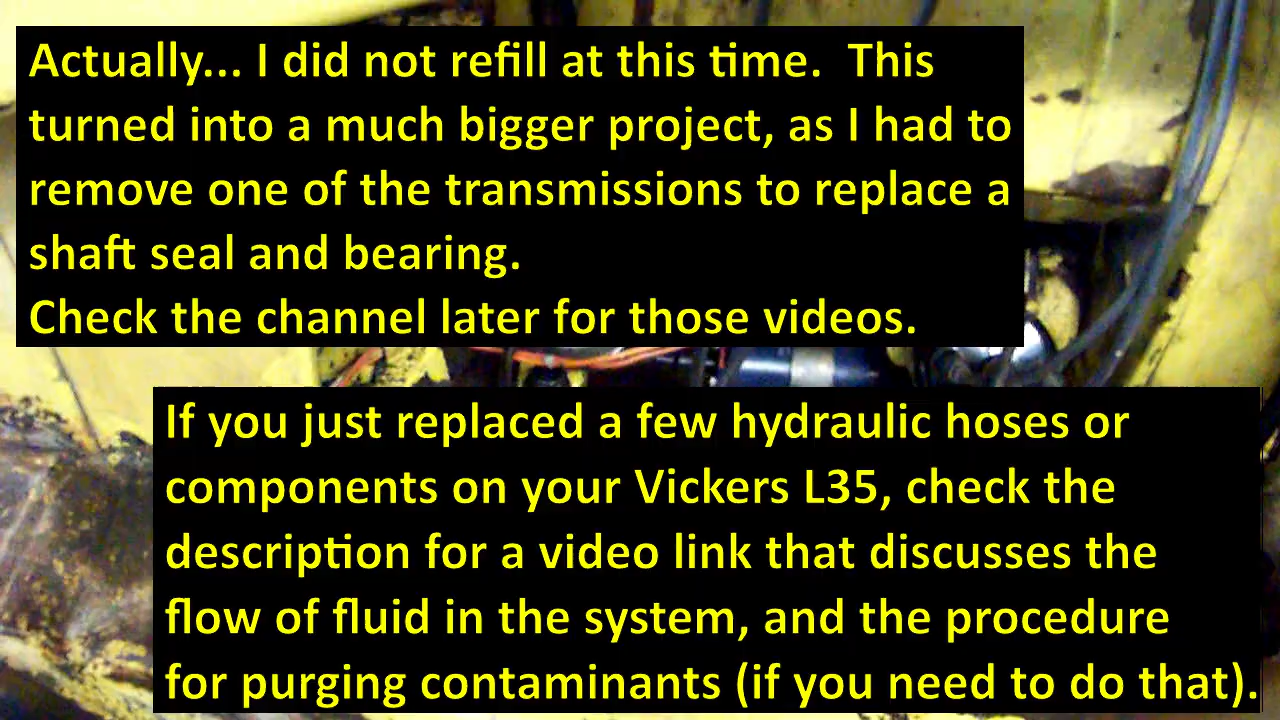 Actually... I did not refill at this time.  This
turned into a much bigger project, as I had to
remove one of the transmissions to replace a
shaft seal and bearing.
Check the channel later for those videos.
If you just replaced a few hydraulic hoses or
components on your Vickers L35, check the
description for a video link that discusses the
flow of fluid in the system, and the procedure
for purging contaminants (if you need to do that).